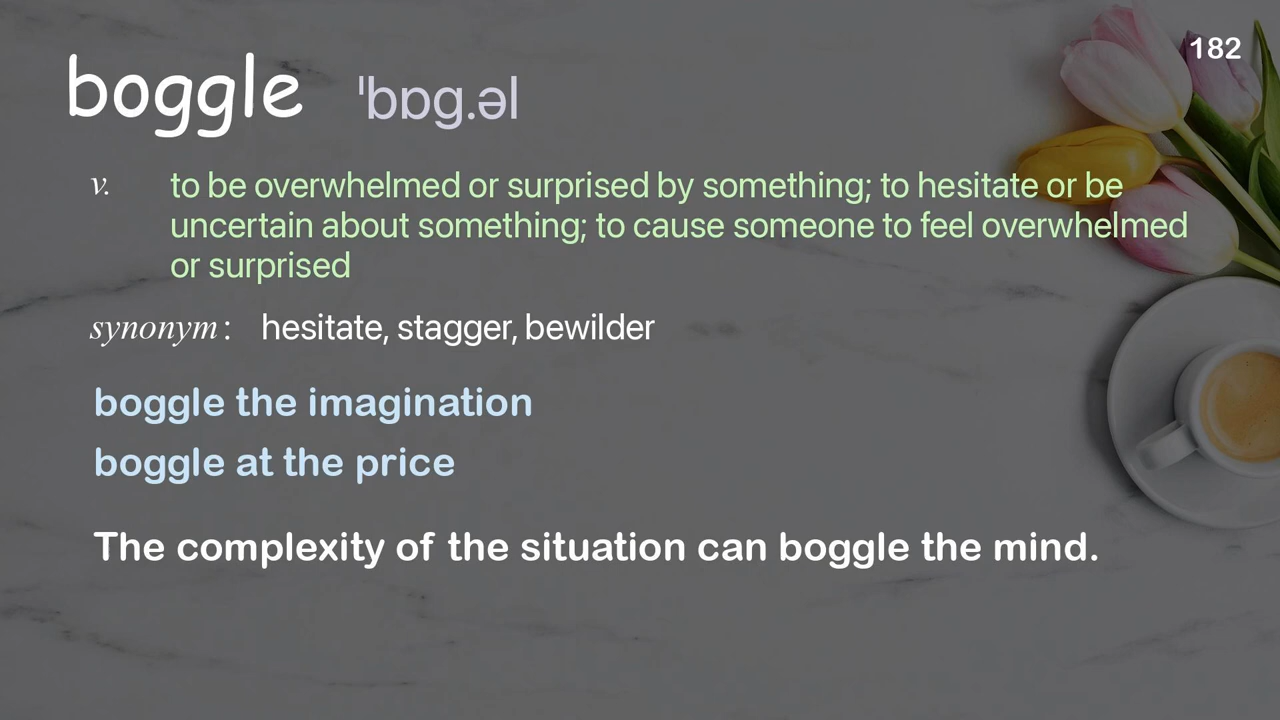 182
boggle ˈbɒg.əl
v. to be overwhelmed or surprised by something; to hesitate or be
uncertain about something; to cause someone to feel overwhelmed
or surprised
synonym: hesitate, stagger, bewilder
boggle the imagination
boggle at the price
The complexity of the situation can boggle the mind.